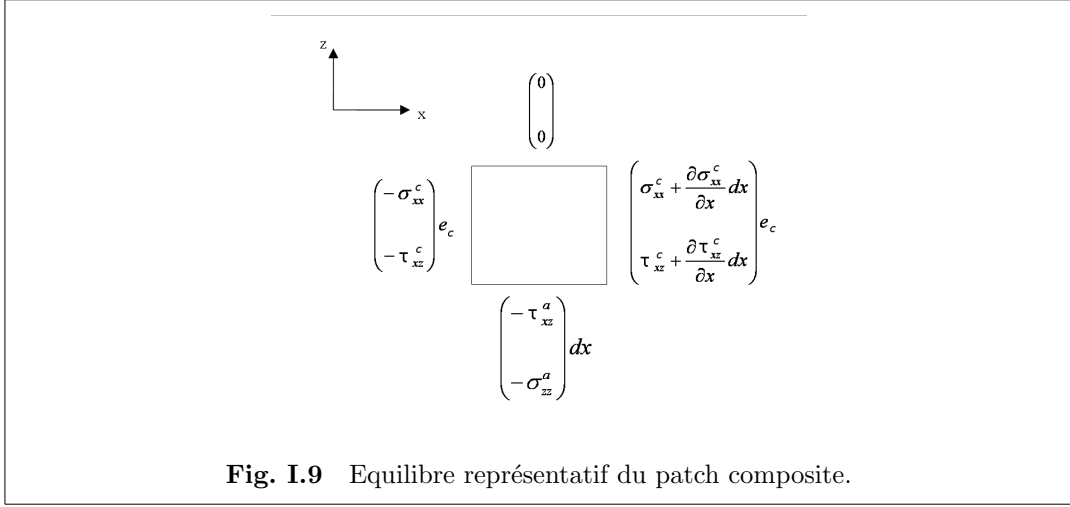 z
x
(0
0)
(-σ_xx^c
-τ_xz^c) e_c
(σ_xx^c + ∂σ_xx^c/∂x dx
τ_xz^c + ∂τ_xz^c/∂x dx) e_c
(-τ_xz^a
-σ_zz^a) dx
Fig. I.9 Equilibre représentatif du patch composite.